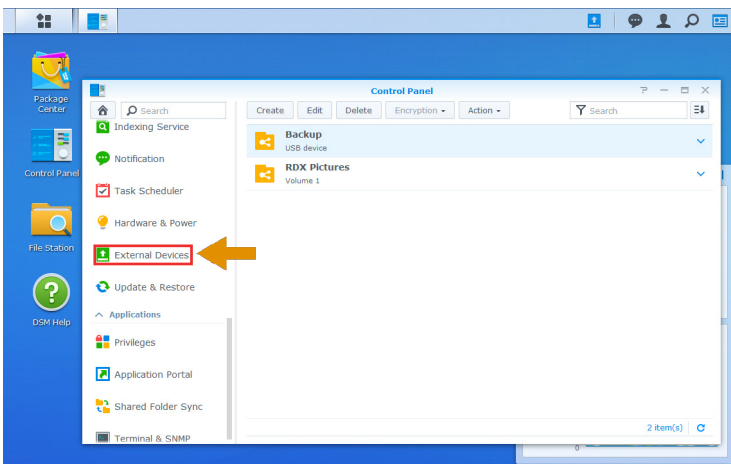 Control Panel
Package
Center
Control Panel
File Station
DSM Help
Search
Indexing Service
Notification
Task Scheduler
Hardware & Power
External Devices
Update & Restore
Applications
Privileges
Application Portal
Shared Folder Sync
Terminal & SNMP
Create Edit Delete Encryption Action Search
Backup
USB device
RDX Pictures
Volume 1
2 item(s)
0